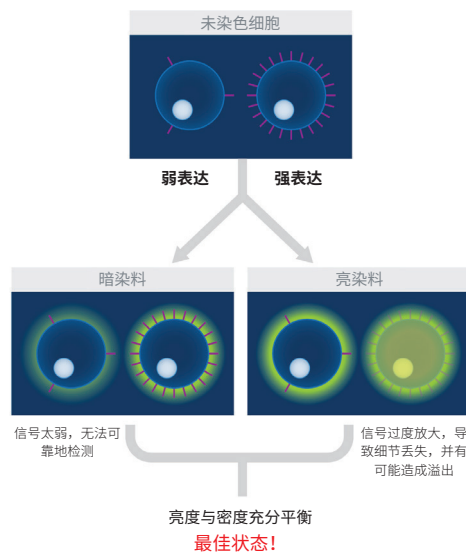 未染色细胞
弱表达
强表达
暗染料
亮染料
信号太弱，无法可
靠地检测
信号过度放大，导
致细节丢失，并有
可能造成溢出
亮度与密度充分平衡
最佳状态！